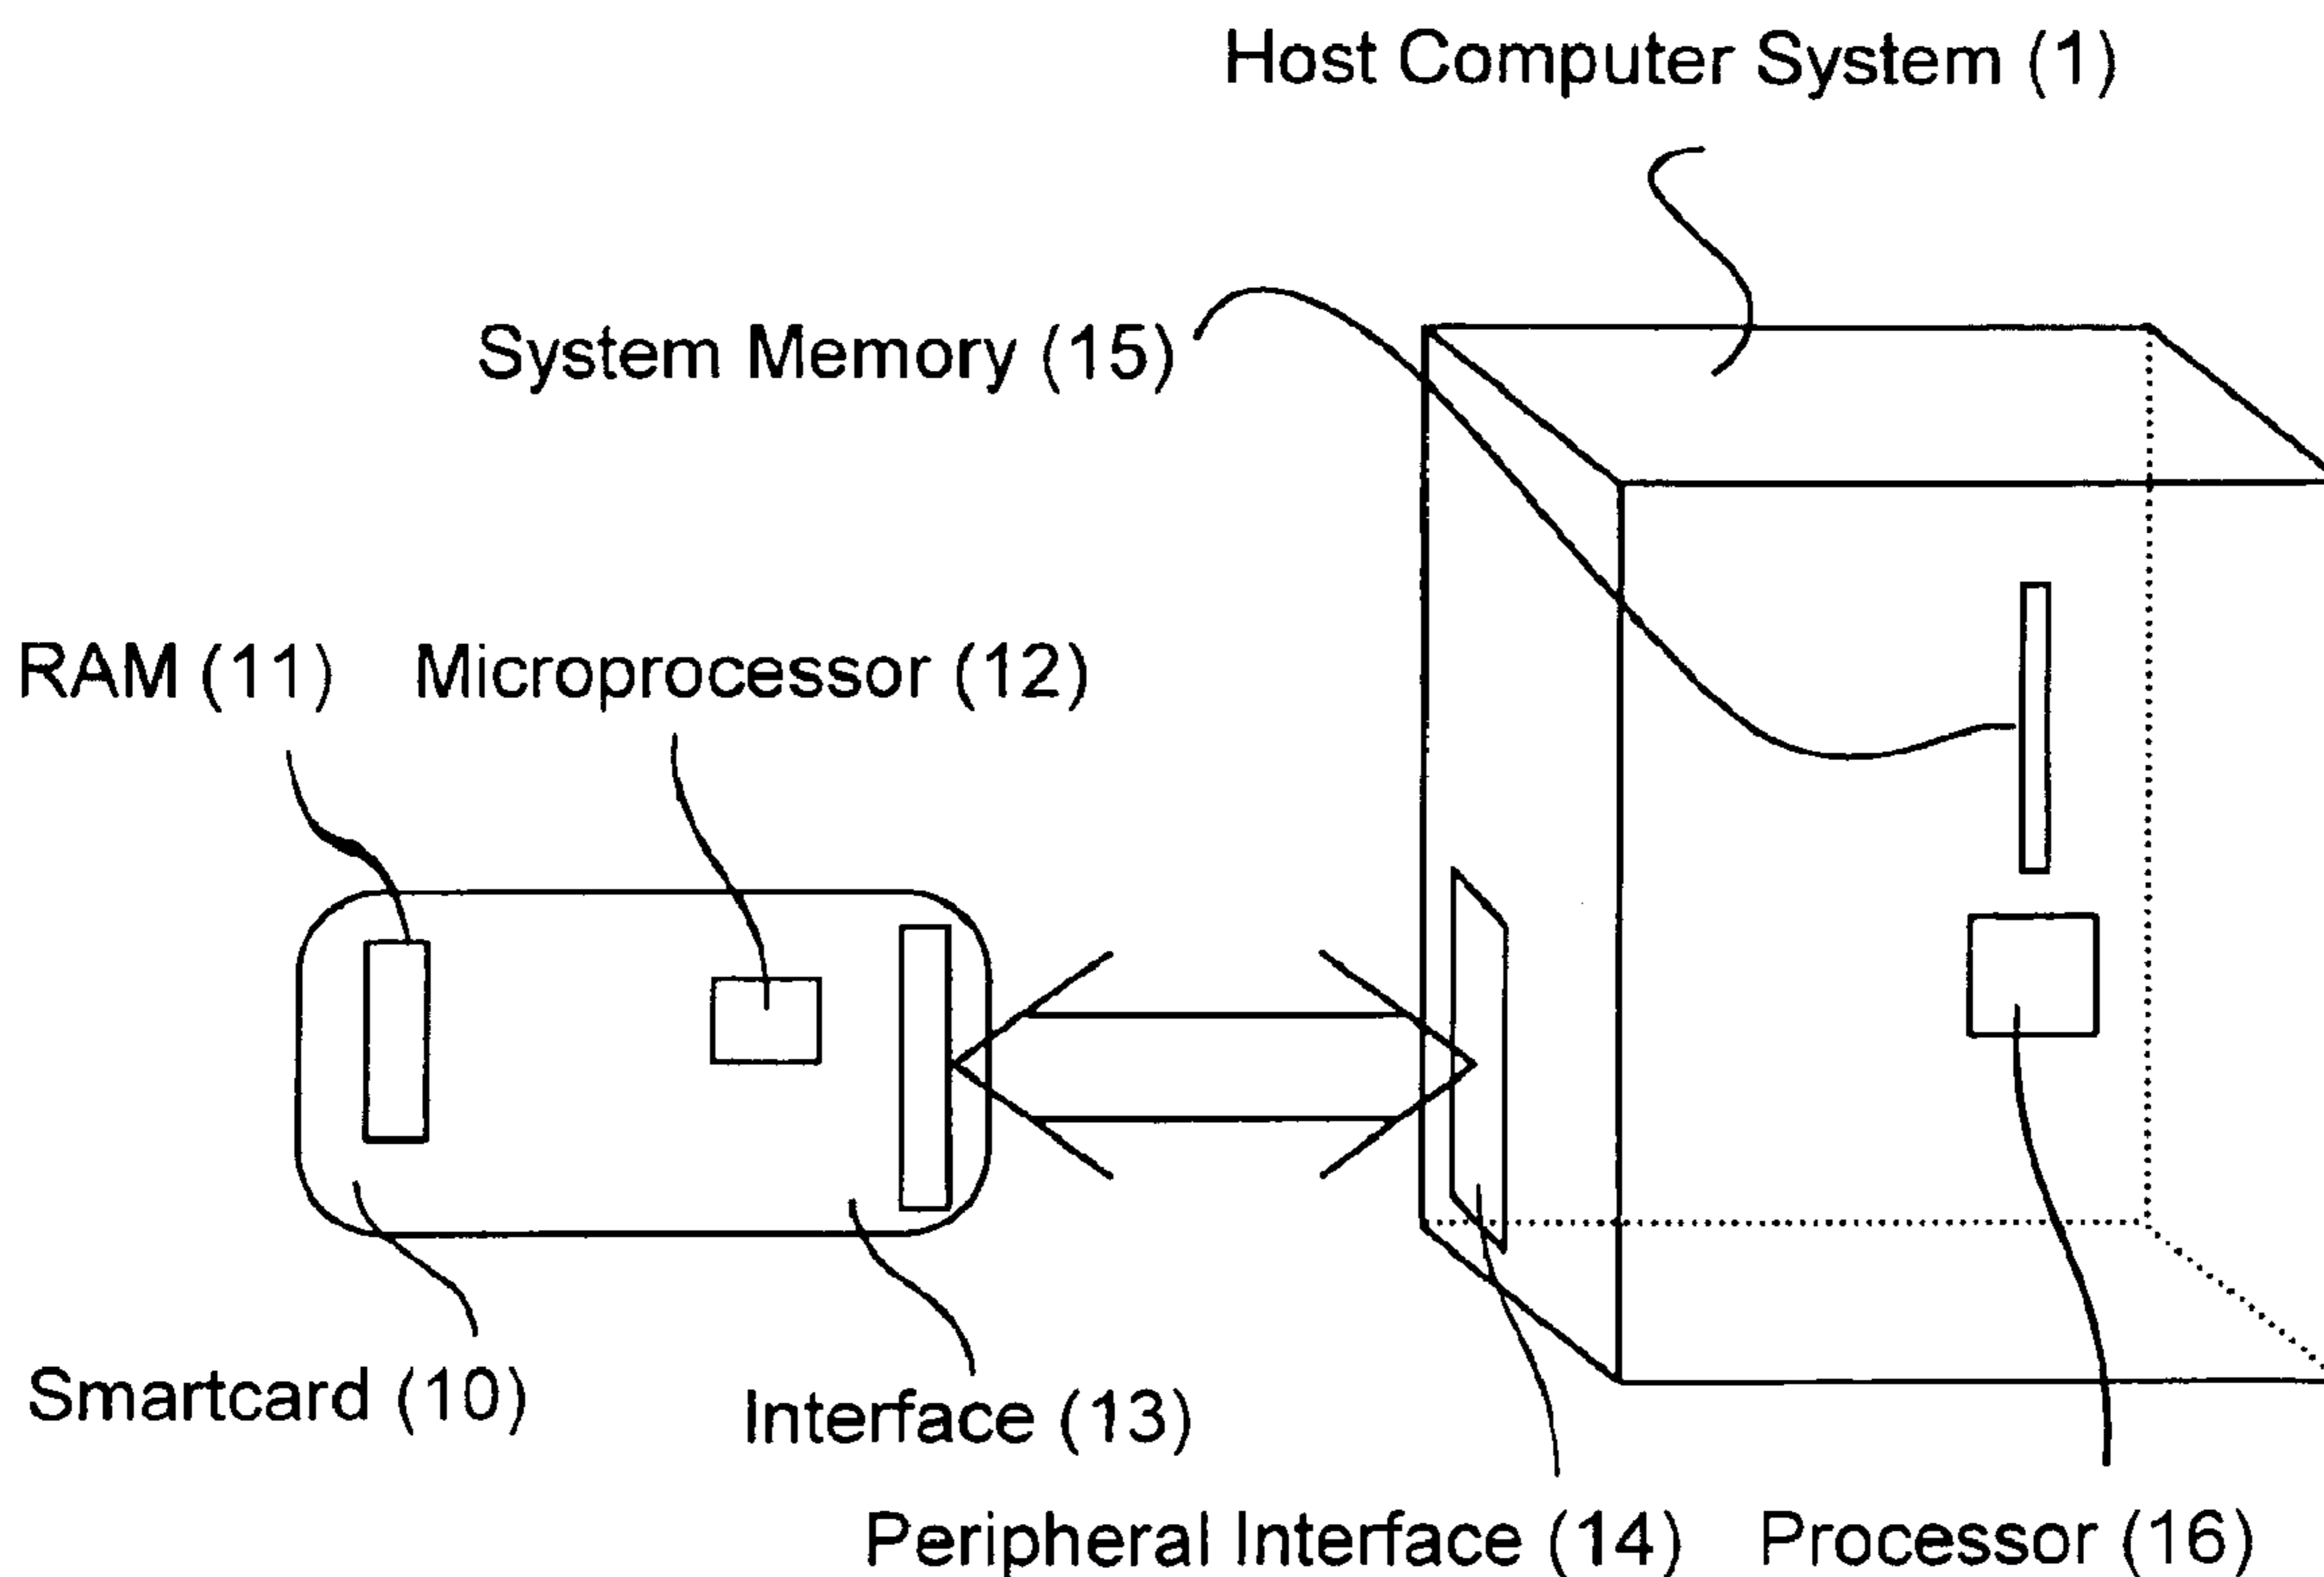 Host Computer System (1)
System Memory (15)
RAM (11) Microprocessor (12)
Smartcard (10)
Interface (13)
Peripheral Interface (14) Processor (16)